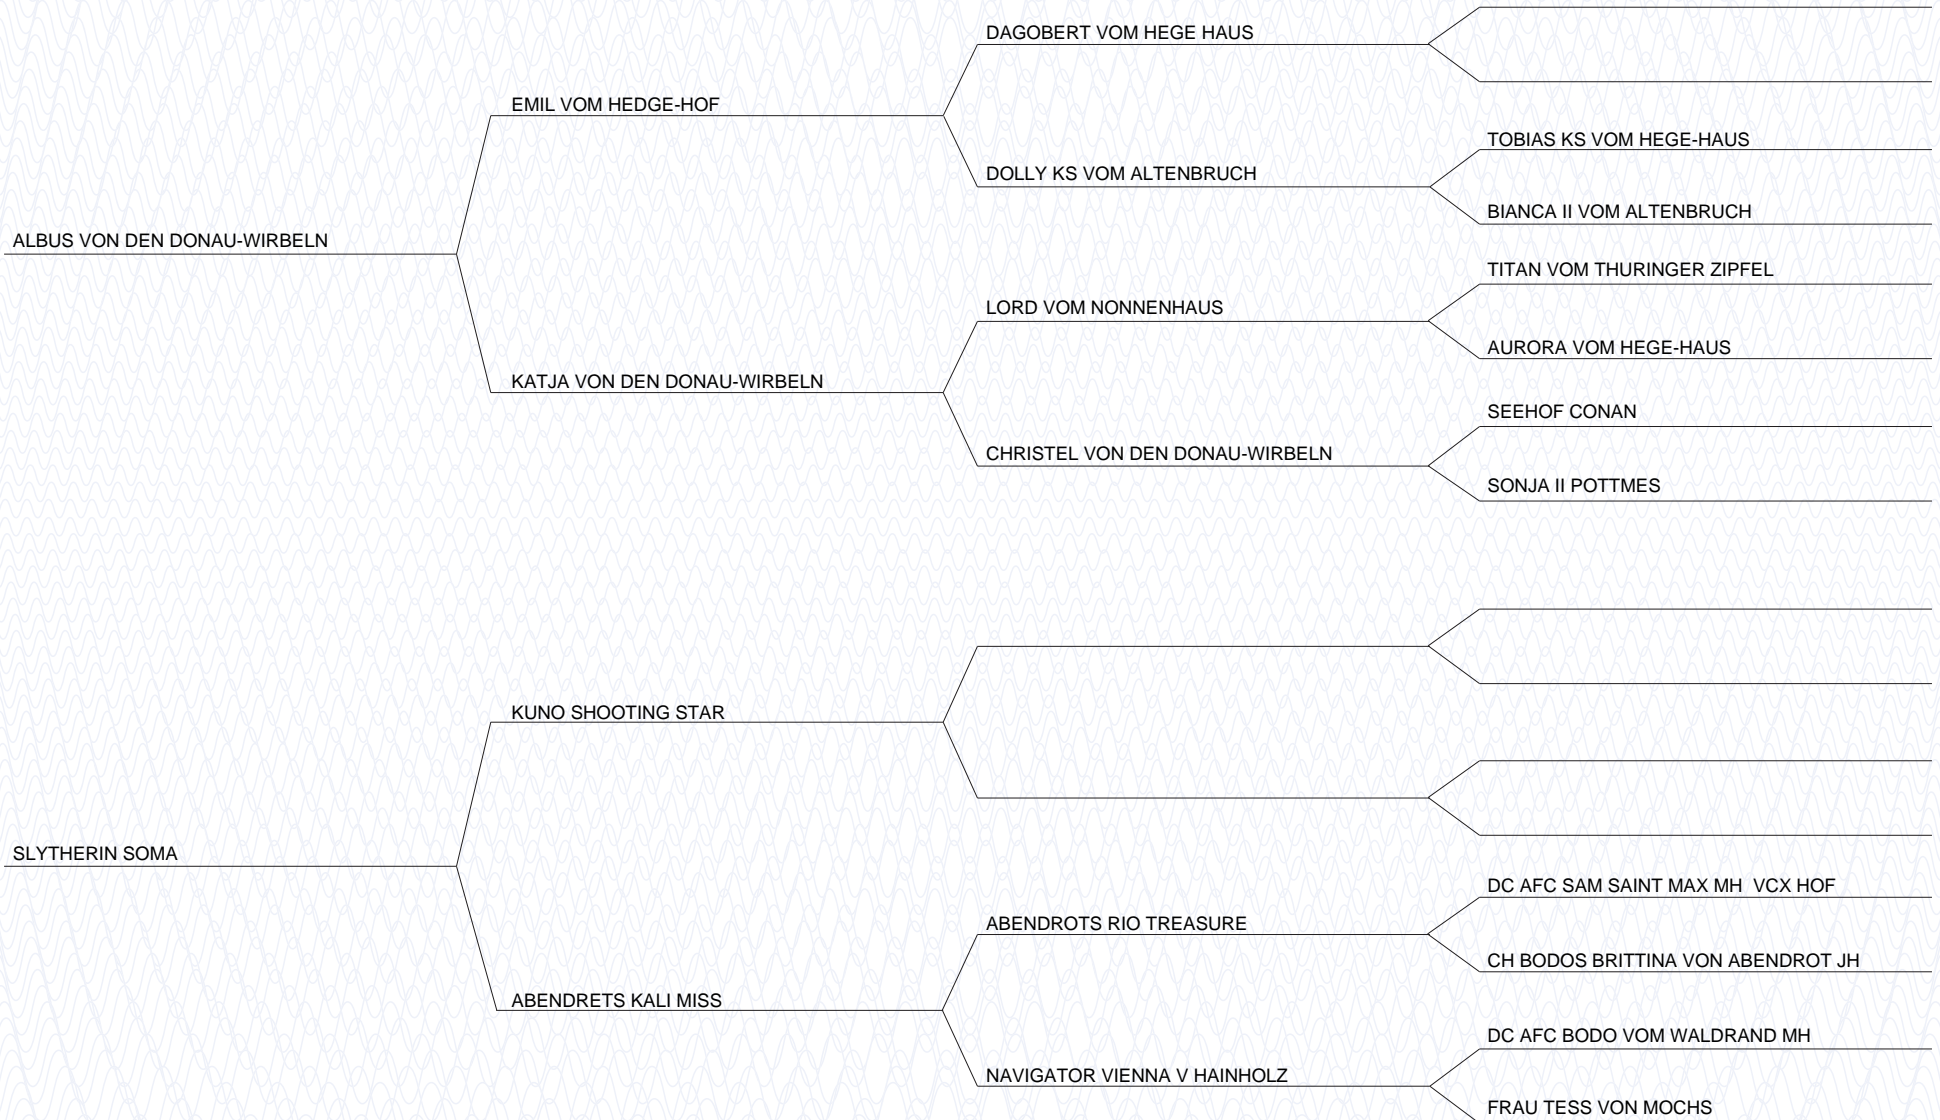 DAGOBERT VOM HEGE HAUS
EMIL VOM HEDGE-HOF
TOBIAS KS VOM HEGE-HAUS
DOLLY KS VOM ALTENBRUCH
BIANCA II VOM ALTENBRUCH
ALBUS VON DEN DONAU-WIRBELN
TITAN VOM THURINGER ZIPFEL
LORD VOM NONNENHAUS
AURORA VOM HEGE-HAUS
KATJA VON DEN DONAU-WIRBELN
SEEHOF CONAN
CHRISTEL VON DEN DONAU-WIRBELN
SONJA II POTTMES
KUNO SHOOTING STAR
SLYTHERIN SOMA
DC AFC SAM SAINT MAX MH  VCX HOF
ABENDROTS RIO TREASURE
CH BODOS BRITTINA VON ABENDROT JH
ABENDRETS KALI MISS
DC AFC BODO VOM WALDRAND MH
NAVIGATOR VIENNA V HAINHOLZ
FRAU TESS VON MOCHS